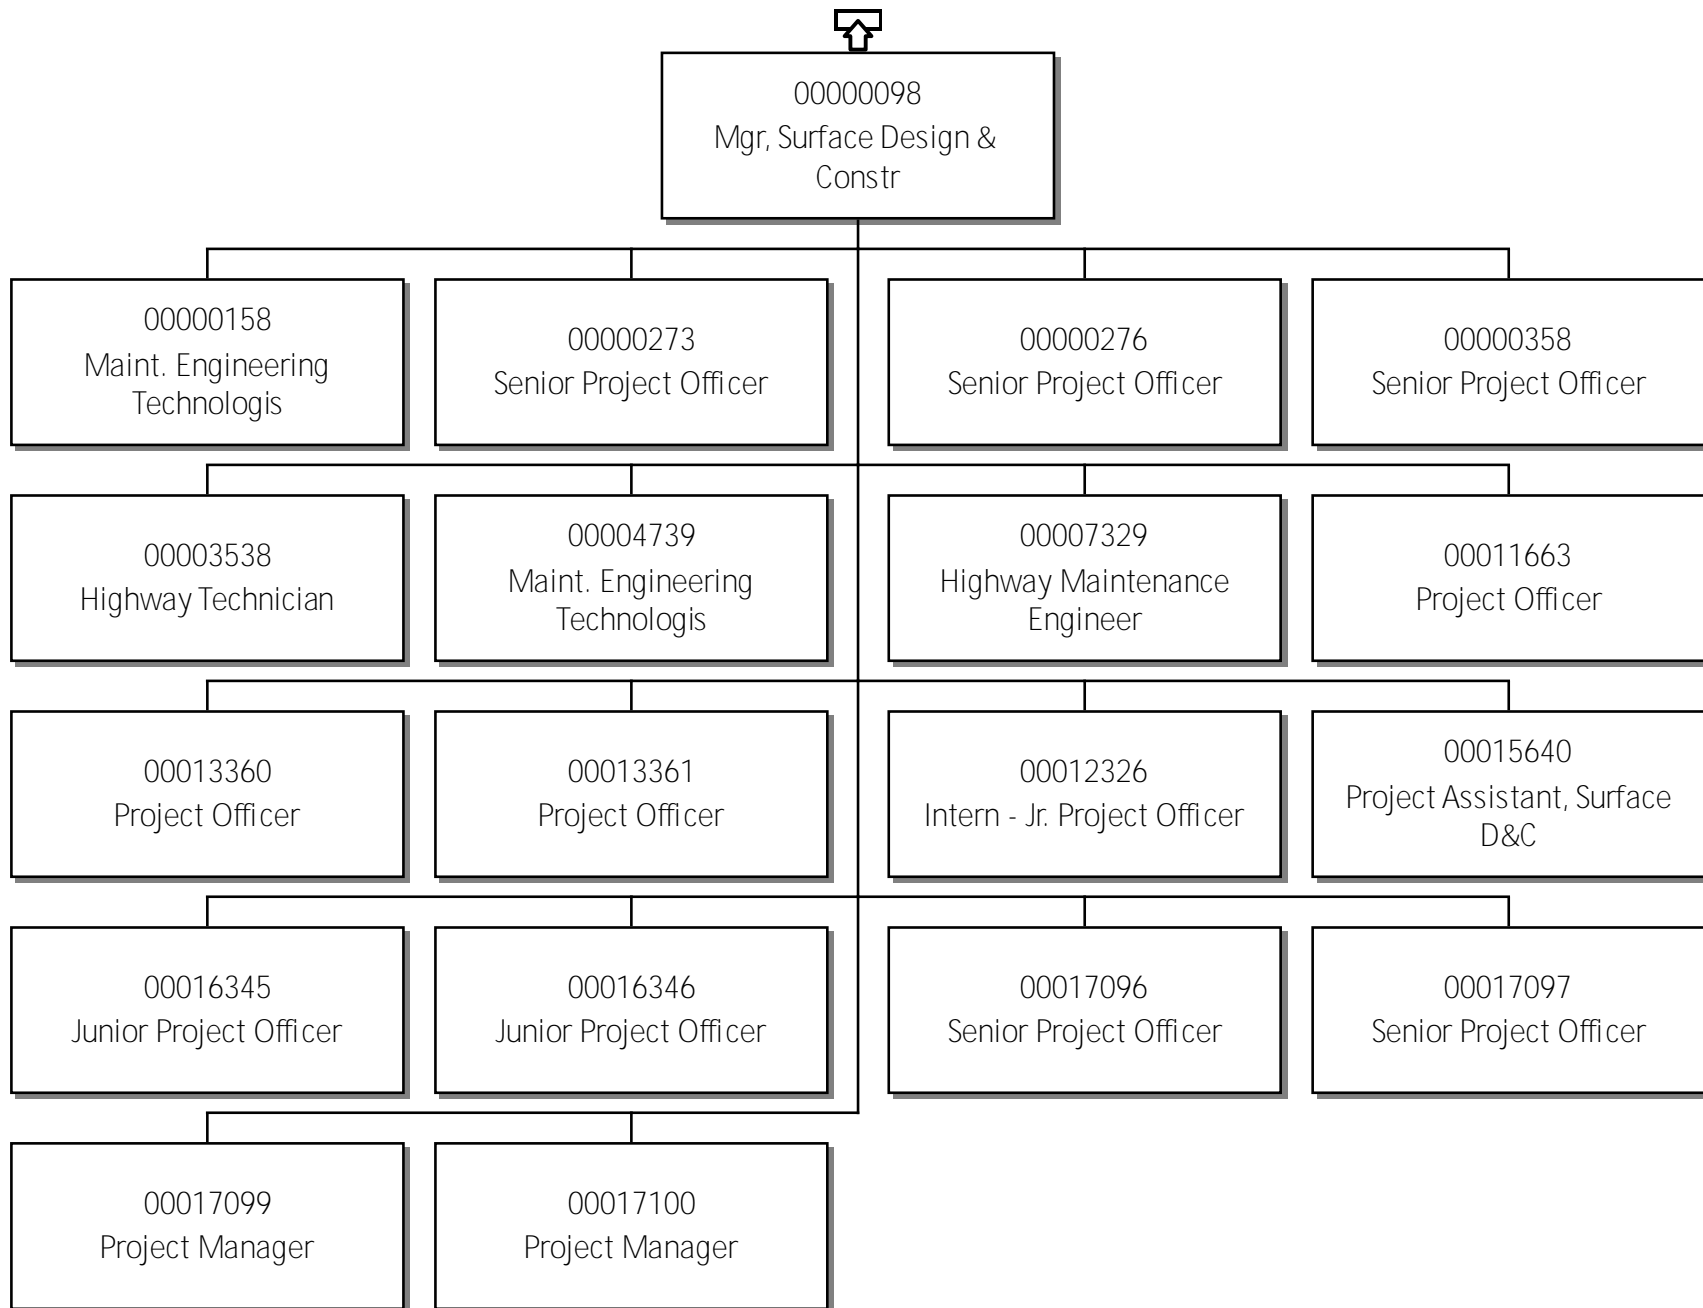 00000098
Mgr, Surface Design &
Constr
00000158
Maint. Engineering
Technologis
00000273
Senior Project Officer
00000276
Senior Project Officer
00000358
Senior Project Officer
00003538
Highway Technician
00004739
Maint. Engineering
Technologis
00007329
Highway Maintenance
Engineer
00011663
Project Officer
00013360
Project Officer
00013361
Project Officer
00012326
Intern - Jr. Project Officer
00015640
Project Assistant, Surface
D&C
00016345
Junior Project Officer
00016346
Junior Project Officer
00017096
Senior Project Officer
00017097
Senior Project Officer
00017099
Project Manager
00017100
Project Manager